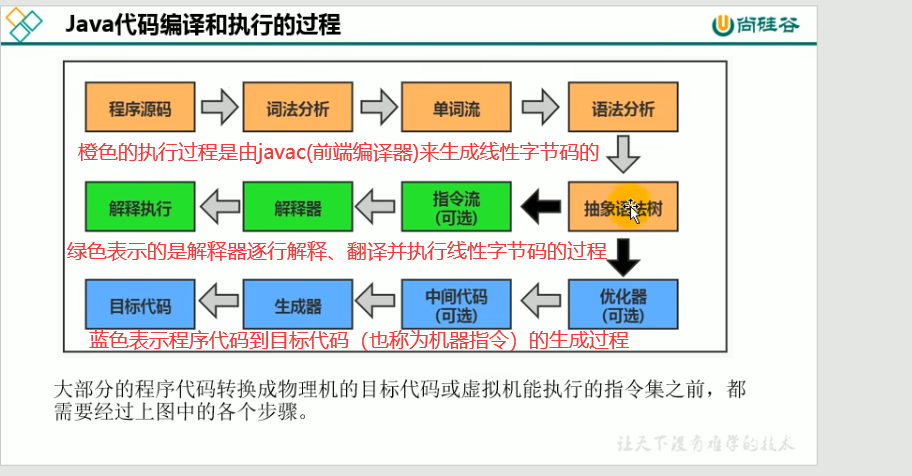 Java代码编译和执行的过程
尚硅谷
程序源码
词法分析
单词流
语法分析
橙色的执行过程是由javac(前端编译器)来生成线性字节码的
解释执行
解释器
指令流
(可选)
抽象语法树
绿色表示的是解释器逐行解释、翻译并执行线性字节码的过程
目标代码
生成器
中间代码
(可选)
优化器
(可选)
蓝色表示程序代码到目标代码（也称为机器指令）的生成过程
大部分的程序代码转换成物理机的目标代码或虚拟机能执行的指令集之前，都
需要经过上图中的各个步骤。
让天下没有难学的技术